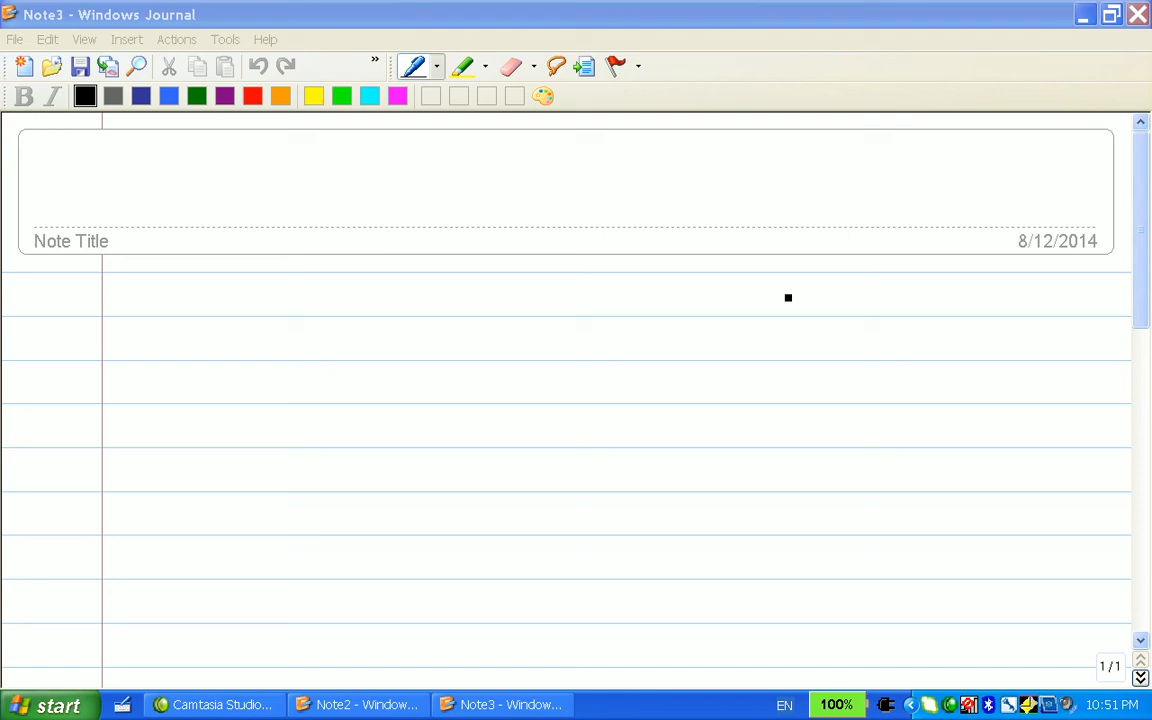 Note3 - Windows Journal
File Edit View Insert Actions Tools Help
»
B I
Note Title 8/12/2014
1/1
start Camtasia Studio... Note2 - Window... Note3 - Window... EN 100% 10:51 PM